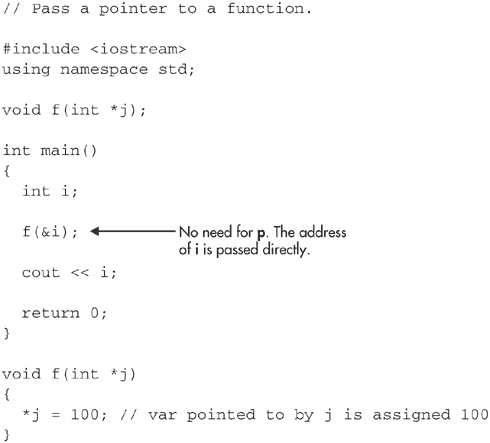 // Pass a pointer to a function.
#include <iostream>
using namespace std;
void f(int *j);
int main()
{
int i;
f(&i);
No need for p. The address
of i is passed directly.
cout << i;
return 0;
}
void f(int *j)
{
*j = 100; // var pointed to by j is assigned 100
}